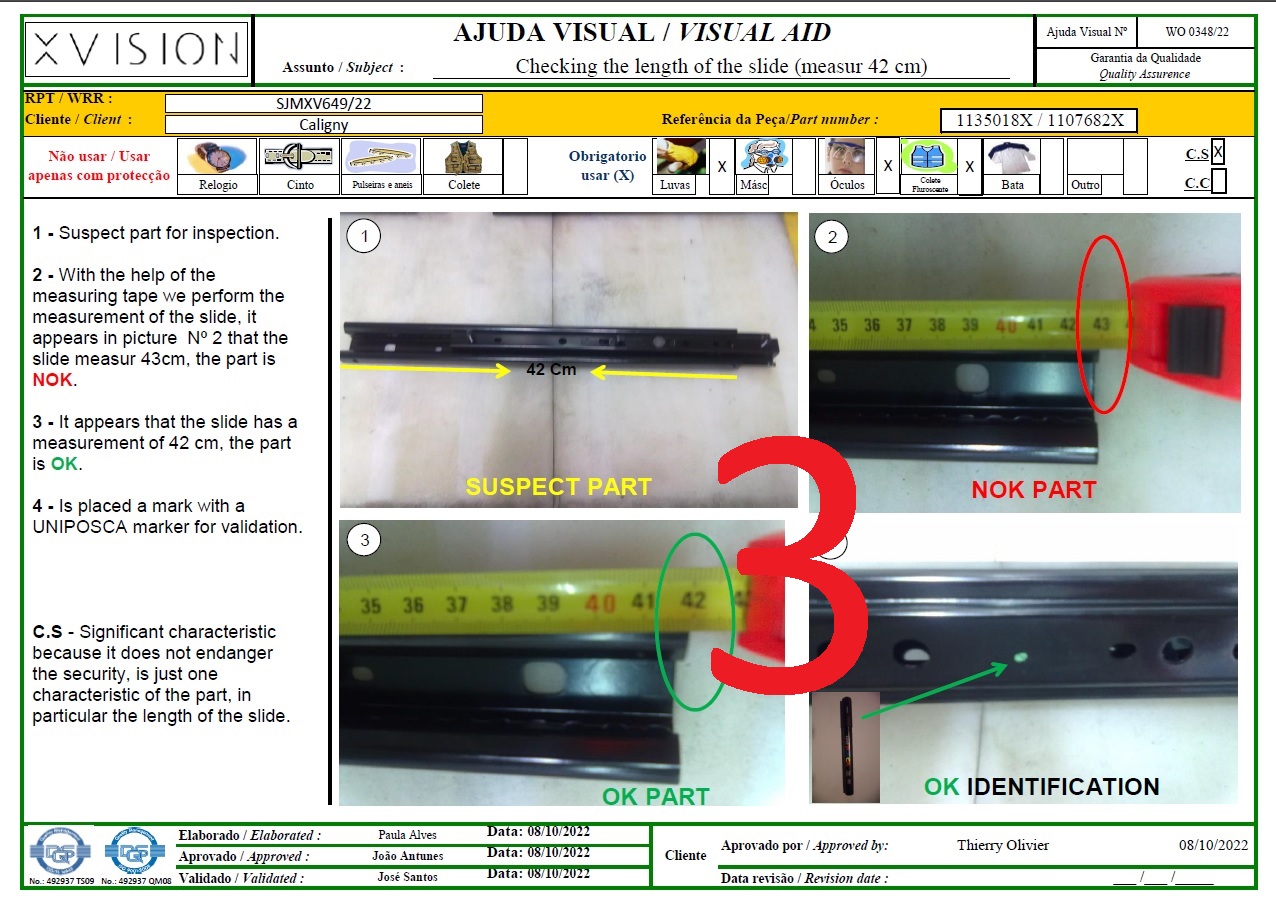 XVISION
AJUDA VISUAL / VISUAL AID
Assunto / Subject :
Checking the length of the slide (measur 42 cm)
Ajuda Visual Nº
WO 0348/22
Garantia da Qualidade
Quality Assurence
RPT / WRR :
SJMXV649/22
Cliente / Client :
Caligny
Referência da Peça/Part number :
1135018X / 1107682X
Não usar / Usar
apenas com protecção
Relogio
Cinto
Pulseiras e aneis
Colete
Obrigatorio
usar (X)
Luvas
X
Másc
Óculos
X
Colete
Fluroscente
X
Bata
Outro
C.S X
C.C
1 - Suspect part for inspection.
2 - With the help of the
measuring tape we perform the
measurement of the slide, it
appears in picture Nº 2 that the
slide measur 43cm, the part is
NOK.
3 - It appears that the slide has a
measurement of 42 cm, the part
is OK.
4 - Is placed a mark with a
UNIPOSCA marker for validation.
C.S - Significant characteristic
because it does not endanger
the security, is just one
characteristic of the part, in
particular the length of the slide.
1
42 Cm
SUSPECT PART
2
4 35 36 37 38 39 40 41 42 43
NOK PART
3
3
35 36 37 38 39 40 41 42
OK PART
OK IDENTIFICATION
DQS
No.: 492937 TS09
DQS
No.: 492937 QM08
Elaborado / Elaborated :
Paula Alves
Data: 08/10/2022
Aprovado / Approved :
João Antunes
Data: 08/10/2022
Validado / Validated :
José Santos
Data: 08/10/2022
Cliente
Aprovado por / Approved by:
Thierry Olivier
08/10/2022
Data revisão / Revision date :
___ /___ /_____